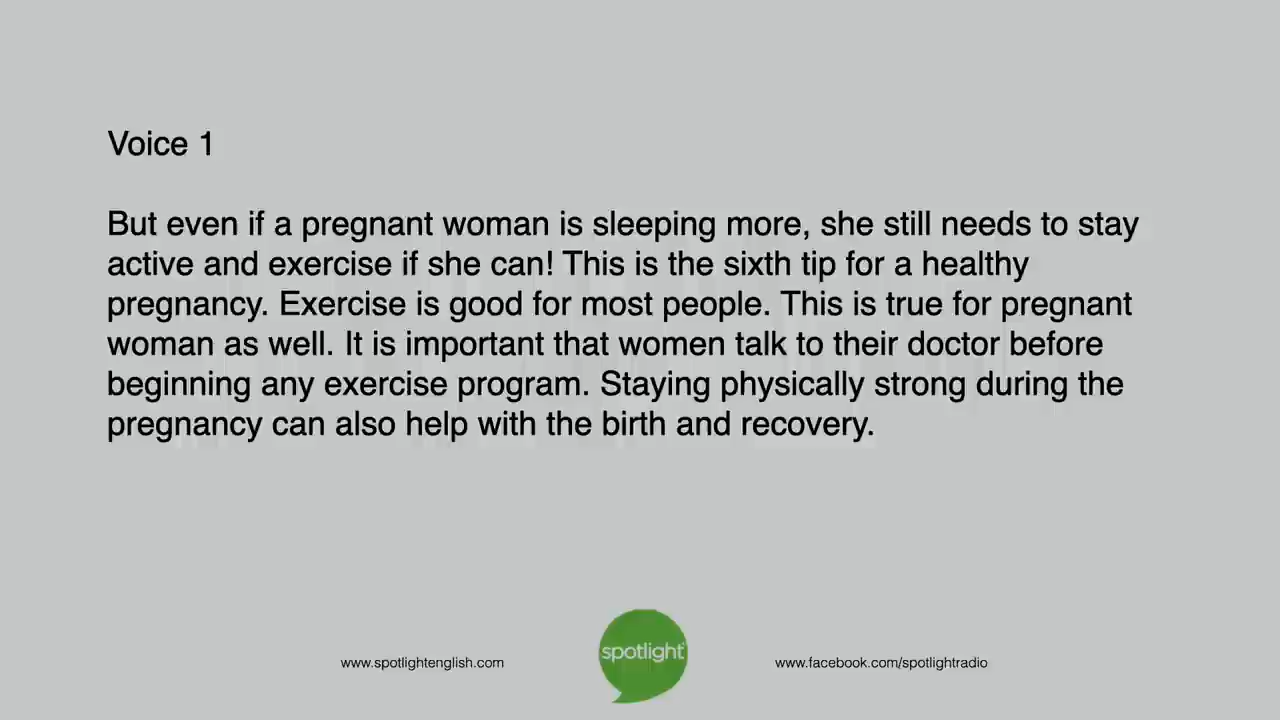 Voice 1
But even if a pregnant woman is sleeping more, she still needs to stay
active and exercise if she can! This is the sixth tip for a healthy
pregnancy. Exercise is good for most people. This is true for pregnant
woman as well. It is important that women talk to their doctor before
beginning any exercise program. Staying physically strong during the
pregnancy can also help with the birth and recovery.
www.spotlightenglish.com
spotlight
www.facebook.com/spotlightradio